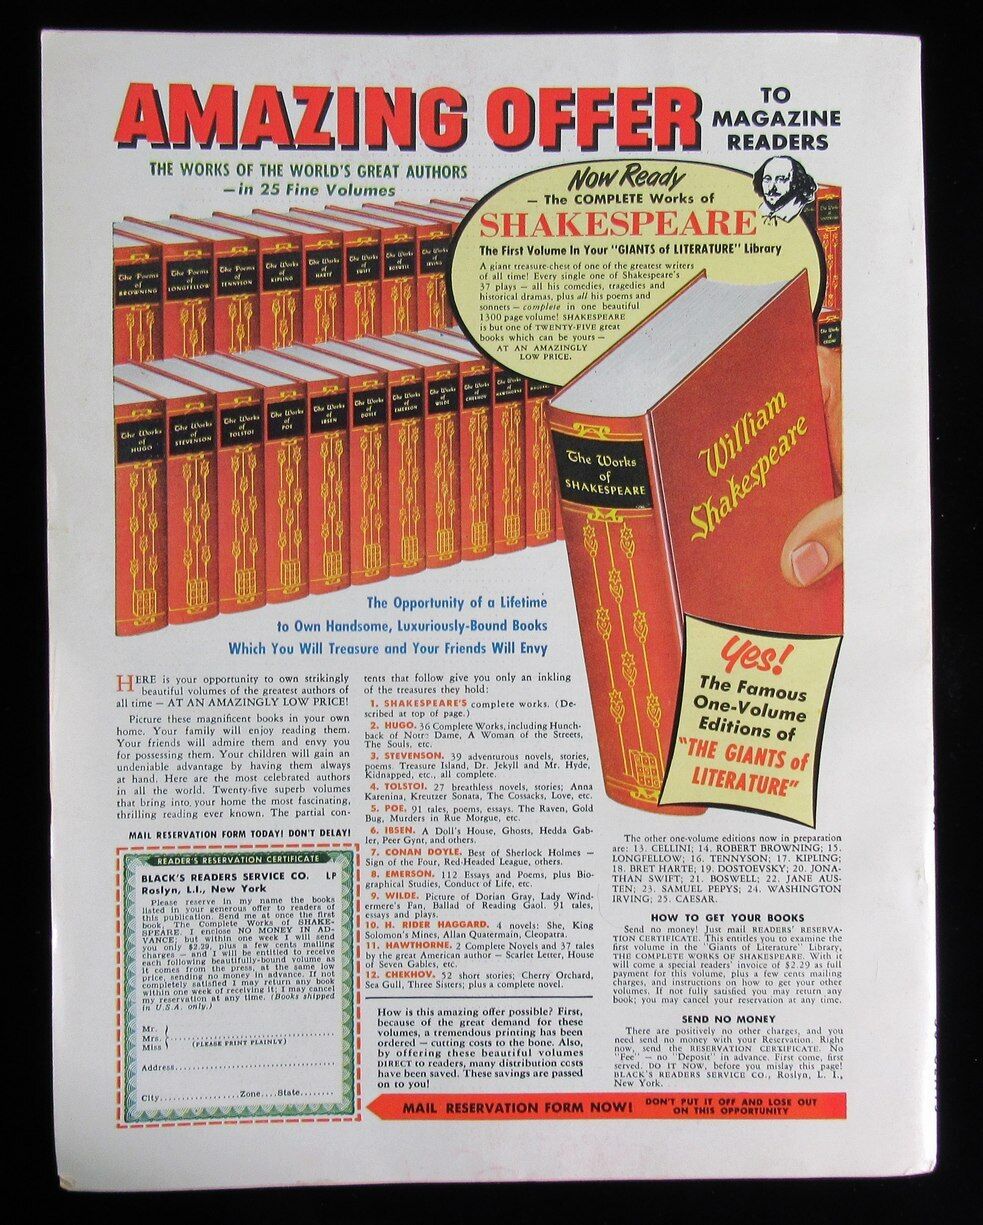 AMAZING OFFER
TO
MAGAZINE
READERS
THE WORKS OF THE WORLD'S GREAT AUTHORS
—in 25 Fine Volumes
Now Ready
— The COMPLETE Works of
SHAKESPEARE
The First Volume In Your "GIANTS of LITERATURE" Library
A giant treasure-chest of one of the greatest writers
of all time! Every single one of Shakespeare's
37 plays — all his comedies, tragedies and
historical dramas, plus all his poems and
sonnets — complete in one beautiful
1300 page volume! SHAKESPEARE
is but one of TWENTY-FIVE great
books which can be yours —
AT AN AMAZINGLY
LOW PRICE.
The Poems
of
BROWNING
The Poems
of
LONGFELLOW
The Poems
of
TENNYSON
The Works
of
KIPLING
The Works
of
HARTE
The Works
of
SWIFT
The Works
of
BOSWELL
The Works
of
IRVING
The Works
of
HUGO
The Works
of
STEVENSON
The Works
of
TOLSTOI
The Works
of
POE
The Works
of
IBSEN
The Works
of
DOYLE
The Works
of
EMERSON
The Works
of
WILDE
The Works
of
CHEKHOV
The Works
of
HAWTHORNE
The Works
of
SHAKESPEARE
William
Shakespeare
Yes!
The Famous
One-Volume
Editions of
"THE GIANTS
of
LITERATURE"
The Opportunity of a Lifetime
to Own Handsome, Luxuriously-Bound Books
Which You Will Treasure and Your Friends Will Envy
HERE is your opportunity to own strikingly
beautiful volumes of the greatest authors of
all time — AT AN AMAZINGLY LOW PRICE!
Picture these magnificent books in your own
home. Your family will enjoy reading them.
Your friends will admire them and envy you
for possessing them. Your children will gain an
undeniable advantage by having them always
at hand. Here are the most celebrated authors
in all the world. Twenty-five superb volumes
that bring into your home the most fascinating,
thrilling reading ever known. The partial con-
MAIL RESERVATION FORM TODAY! DON'T DELAY!
READER'S RESERVATION CERTIFICATE
BLACK'S READERS SERVICE CO. LP
Roslyn, L.I., New York
Please reserve in my name the books
listed in your generous offer to readers of
this publication. Send me at once the first
book, The Complete Works of SHAKE-
SPEARE. I enclose NO MONEY IN AD-
VANCE; but within one week I will send
you only $2.29, plus a few cents mailing
charges — and I will be entitled to receive
each following beautifully-bound volume as
it comes from the press, at the same low
price, sending no money in advance. If not
completely satisfied I may return any book
within one week of receiving it; I may cancel
my reservation at any time. (Books shipped
in U.S.A. only.)
Mr.
Mrs.
Miss
(PLEASE PRINT PLAINLY)
Address
City Zone State
tents that follow give you only an inkling
of the treasures they hold:
1. SHAKESPEARE'S complete works. (De-
scribed at top of page.)
2. HUGO. 36 Complete Works, including Hunch-
back of Notre Dame, A Woman of the Streets,
The Souls, etc.
3. STEVENSON. 39 adventurous novels, stories,
poems. Treasure Island, Dr. Jekyll and Mr. Hyde,
Kidnapped, etc., all complete.
4. TOLSTOI. 27 breathless novels, stories; Anna
Karenina, Kreutzer Sonata, The Cossacks, Love, etc.
5. POE. 91 tales, poems, essays. The Raven, Gold
Bug, Murders in Rue Morgue, etc.
6. IBSEN. A Doll's House, Ghosts, Hedda Gab-
ler, Peer Gynt, and others.
7. CONAN DOYLE. Best of Sherlock Holmes —
Sign of the Four, Red-Headed League, others.
8. EMERSON. 112 Essays and Poems, plus Bio-
graphical Studies, Conduct of Life, etc.
9. WILDE. Picture of Dorian Gray, Lady Wind-
ermere's Fan, Ballad of Reading Gaol. 91 tales,
essays and plays.
10. H. RIDER HAGGARD. 4 novels: She, King
Solomon's Mines, Allan Quatermain, Cleopatra.
11. HAWTHORNE. 2 Complete Novels and 37 tales
by the great American author — Scarlet Letter, House
of Seven Gables, etc.
12. CHEKHOV. 52 short stories; Cherry Orchard,
Sea Gull, Three Sisters; plus a complete novel.
How is this amazing offer possible? First,
because of the great demand for these
volumes, a tremendous printing has been
ordered — cutting costs to the bone. Also,
by offering these beautiful volumes
DIRECT to readers, many distribution costs
have been saved. These savings are passed
on to you!
The other one-volume editions now in preparation
are: 13. CELLINI; 14. ROBERT BROWNING; 15.
LONGFELLOW; 16. TENNYSON; 17. KIPLING;
18. BRET HARTE; 19. DOSTOEVSKY; 20. JONA-
THAN SWIFT; 21. BOSWELL; 22. JANE AUS-
TEN; 23. SAMUEL PEPYS; 24. WASHINGTON
IRVING; 25. CAESAR.
HOW TO GET YOUR BOOKS
Send no money! Just mail READERS' RESERVA-
TION CERTIFICATE. This entitles you to examine the
first volume in the "Giants of Literature" Library,
THE COMPLETE WORKS OF SHAKESPEARE. With it
will come a special readers' invoice of $2.29 as full
payment for this volume, plus a few cents mailing
charges, and instructions on how to get your other
volumes. If not fully satisfied you may return any
book; you may cancel your reservation at any time.
SEND NO MONEY
There are positively no other charges, and you
need send no money with your Reservation. Right
now, send the RESERVATION CERTIFICATE. No
"Fee" — no "Deposit" in advance. First come, first
served. DO IT NOW, before you mislay this page!
BLACK'S READERS SERVICE CO., Roslyn, L. I.,
New York.
MAIL RESERVATION FORM NOW!
DON'T PUT IT OFF AND LOSE OUT
ON THIS OPPORTUNITY